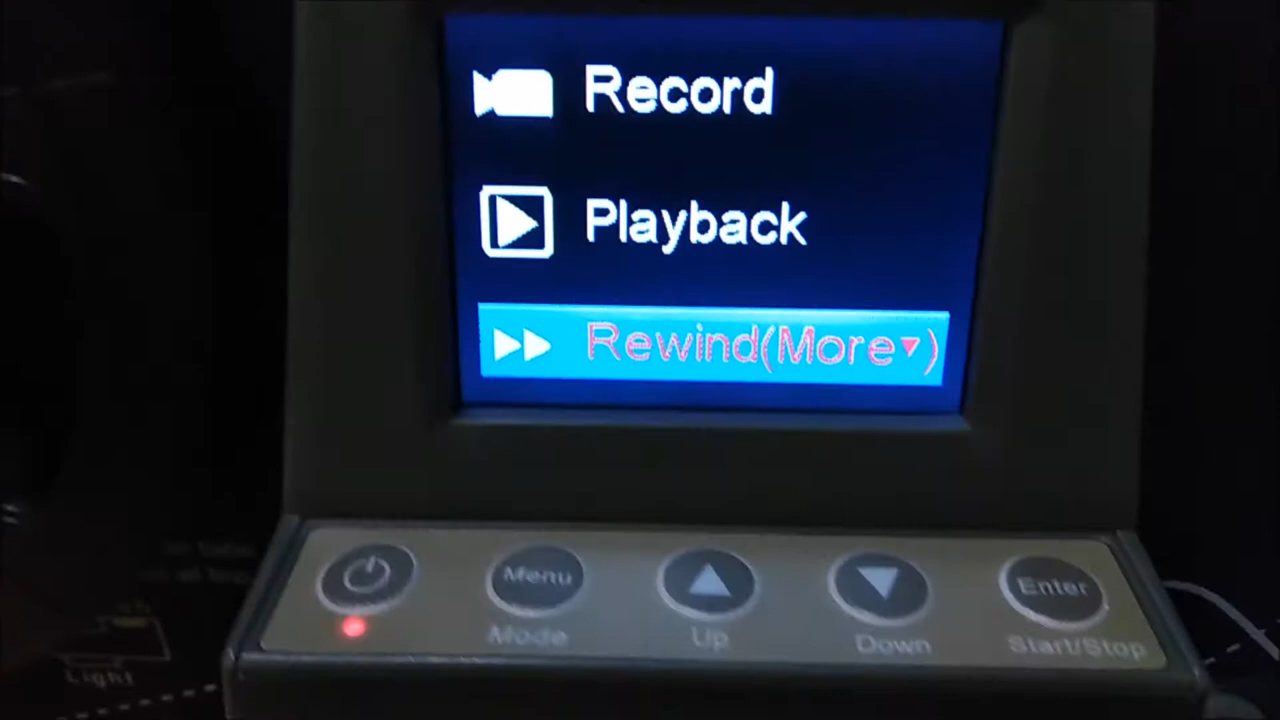 Record
Playback
Rewind(More▼)
Menu
Enter
Mode
Up
Down
Start/Stop
Light